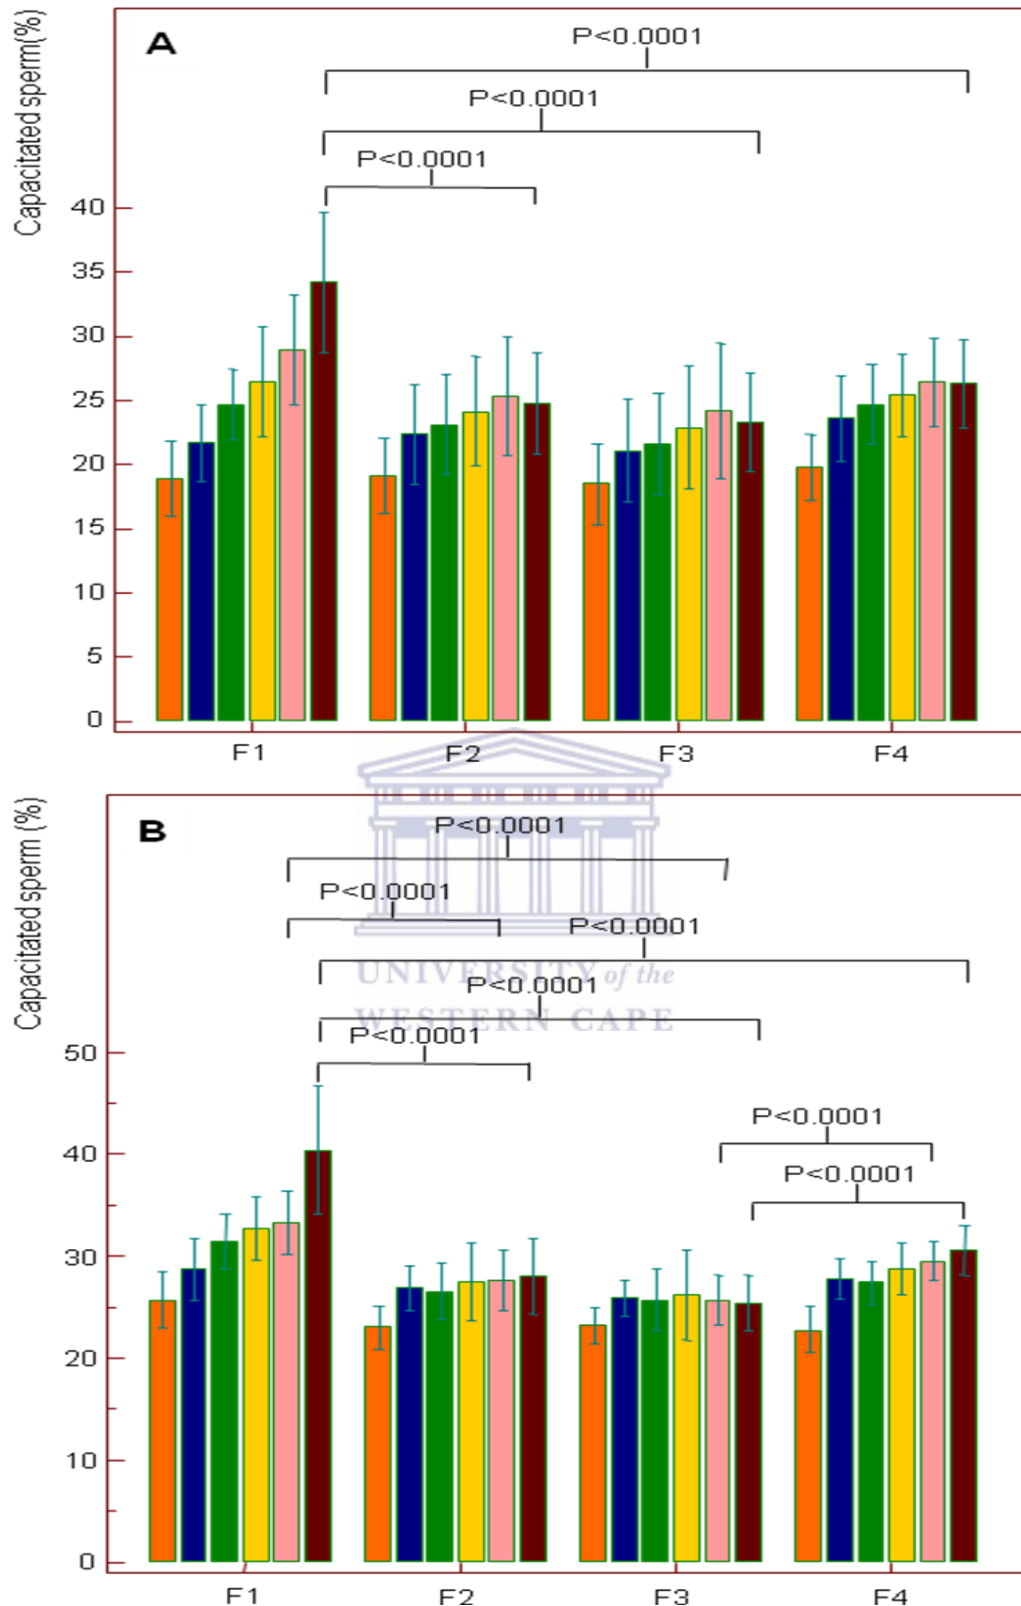 Capacitated sperm(%)
A
P<0.0001
P<0.0001
P<0.0001
40
35
30
25
20
15
10
5
0
F1 F2 F3 F4
Capacitated sperm (%)
B
P<0.0001
P<0.0001
P<0.0001
UNIVERSITY of the
P<0.0001
WESTERN CAPE
P<0.0001
50
P<0.0001
40
P<0.0001
30
20
10
0
F1 F2 F3 F4